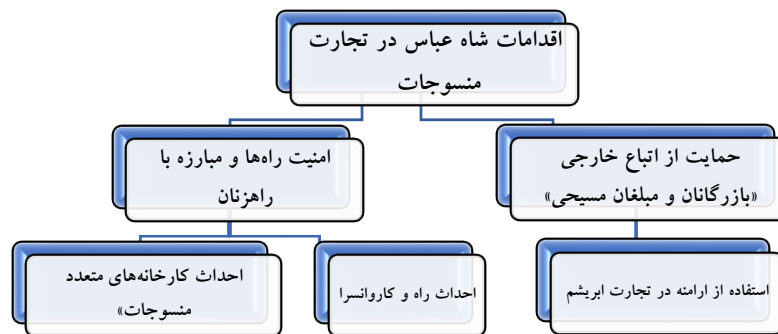 اقدامات شاه عباس در تجارت
منسوجات
حمایت از اتباع خارجی
«بازرگانان و مبلغان مسیحی»
امنیت راه‌ها و مبارزه با
راهزنان
استفاده از ارامنه در تجارت ابریشم
احداث راه و کاروانسرا
احداث کارخانه‌های متعدد
منسوجات»